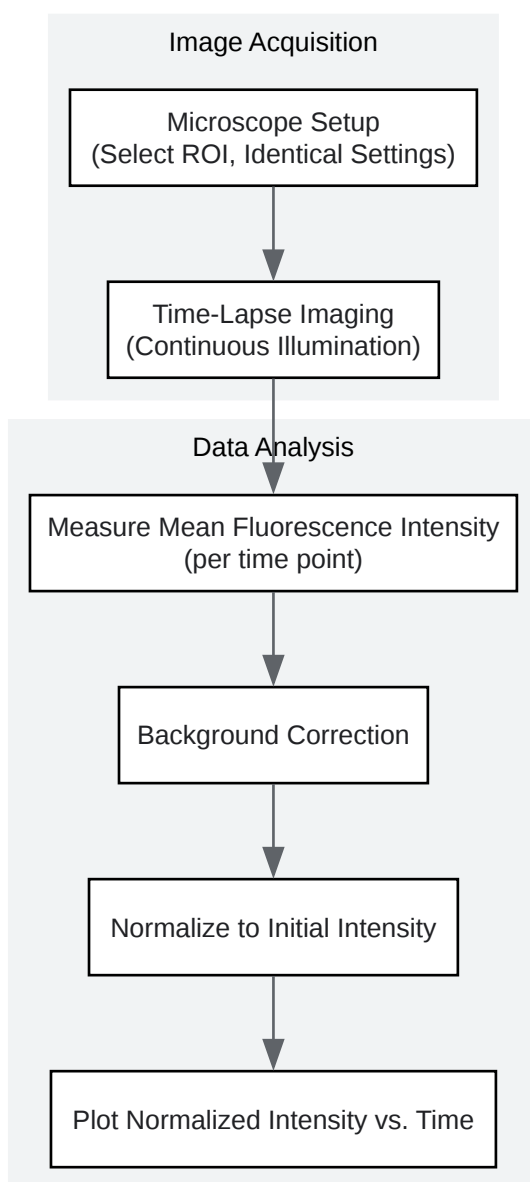 Image Acquisition
Microscope Setup
(Select ROI, Identical Settings)
Time-Lapse Imaging
(Continuous Illumination)
Data Analysis
Measure Mean Fluorescence Intensity
(per time point)
Background Correction
Normalize to Initial Intensity
Plot Normalized Intensity vs. Time